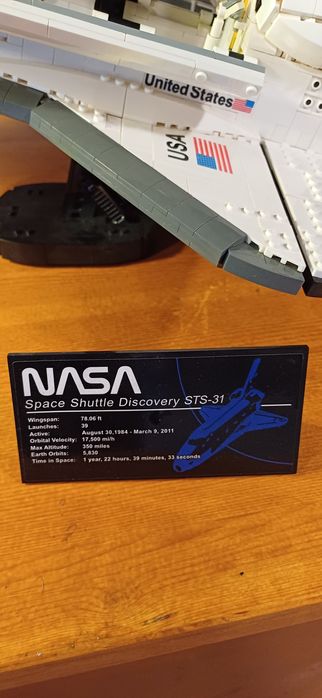 United States
USA
NASA
Space Shuttle Discovery STS-31
Wingspan: 78.06 ft
Launches: 39
Active: August 30,1984 - March 9, 2011
Orbital Velocity: 17,500 mi/h
Max Altitude: 350 miles
Earth Orbits: 5,830
Time in Space: 1 year, 22 hours, 39 minutes, 33 seconds